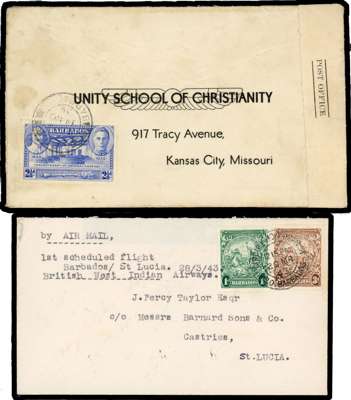 POST OFFICE
BARBADOS
2½ᴰ
UNITY SCHOOL OF CHRISTIANITY
917 Tracy Avenue,
Kansas City, Missouri
by AIR MAIL,
1st scheduled flight
Barbados/ St Lucia. 28/3/43.
British West Indian Airways.
J.Percy Taylor Esqr
c/o Messrs Barnard Sons & Co.
Castries,
St.LUCIA.